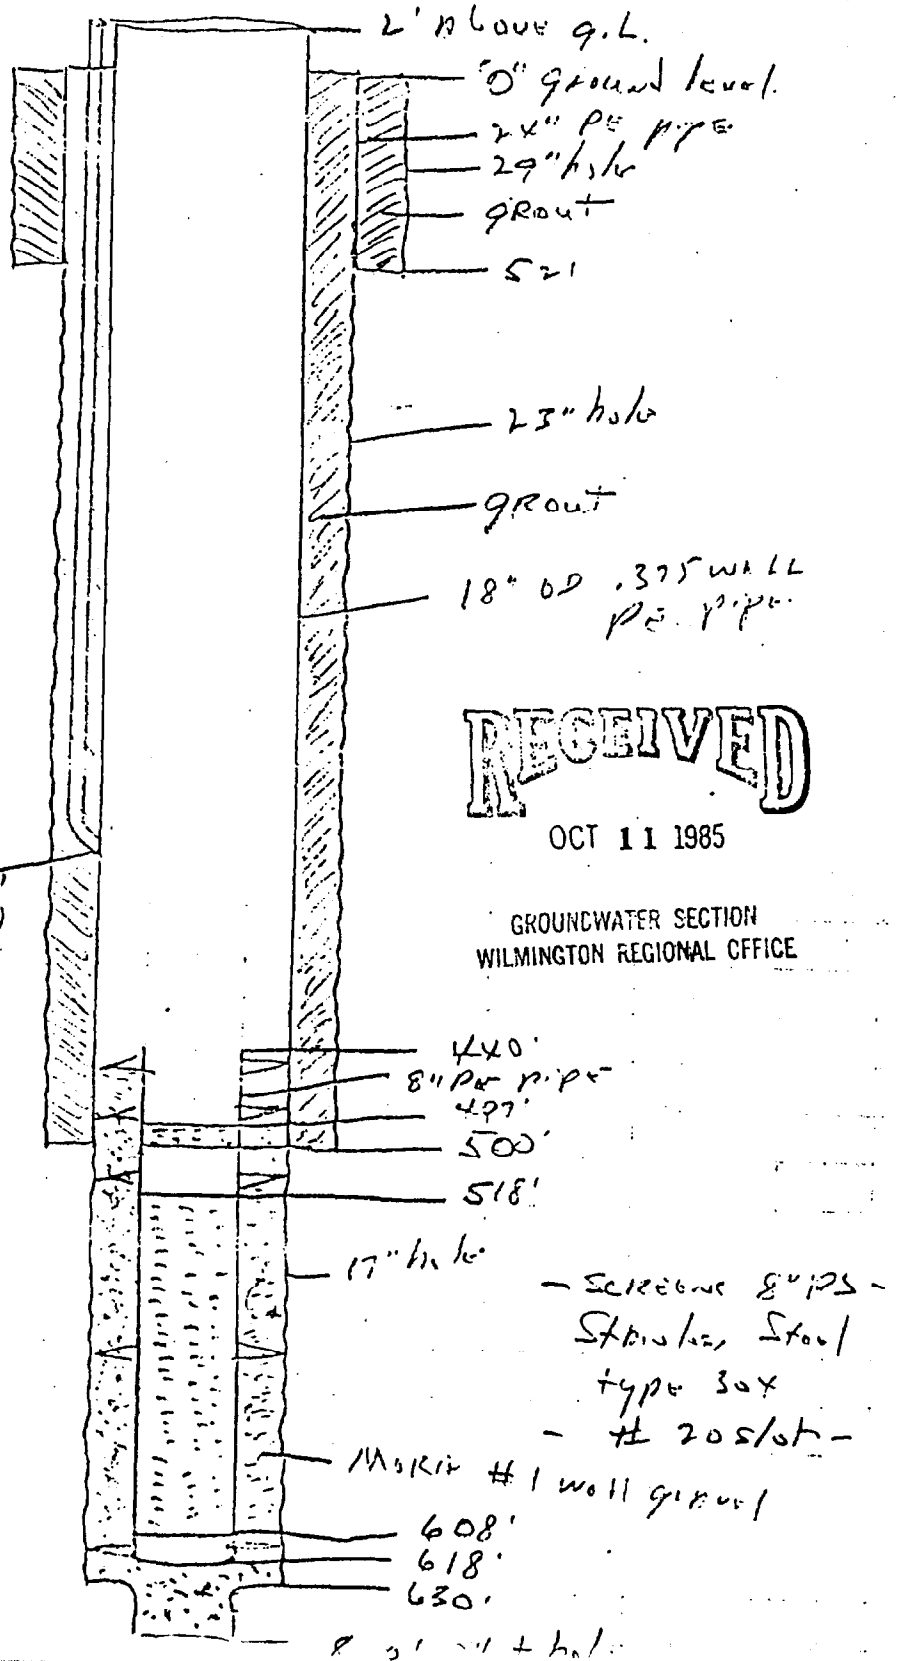 2' Above g.L.
"0" ground level.
24" PE pipe
29" hole
gRout
52'
23" hole
gRout
18" OD .375 wall
PE. pipe.
RECEIVED
OCT 11 1985
GROUNDWATER SECTION
WILMINGTON REGIONAL OFFICE
440'
8" PE pipe
497'
500'
518'
17" hole
- Screene 8" PS -
Stainless Steel
type 304
- # 20 slot -
Morie #1 well gravel
608'
618'
630'
hole